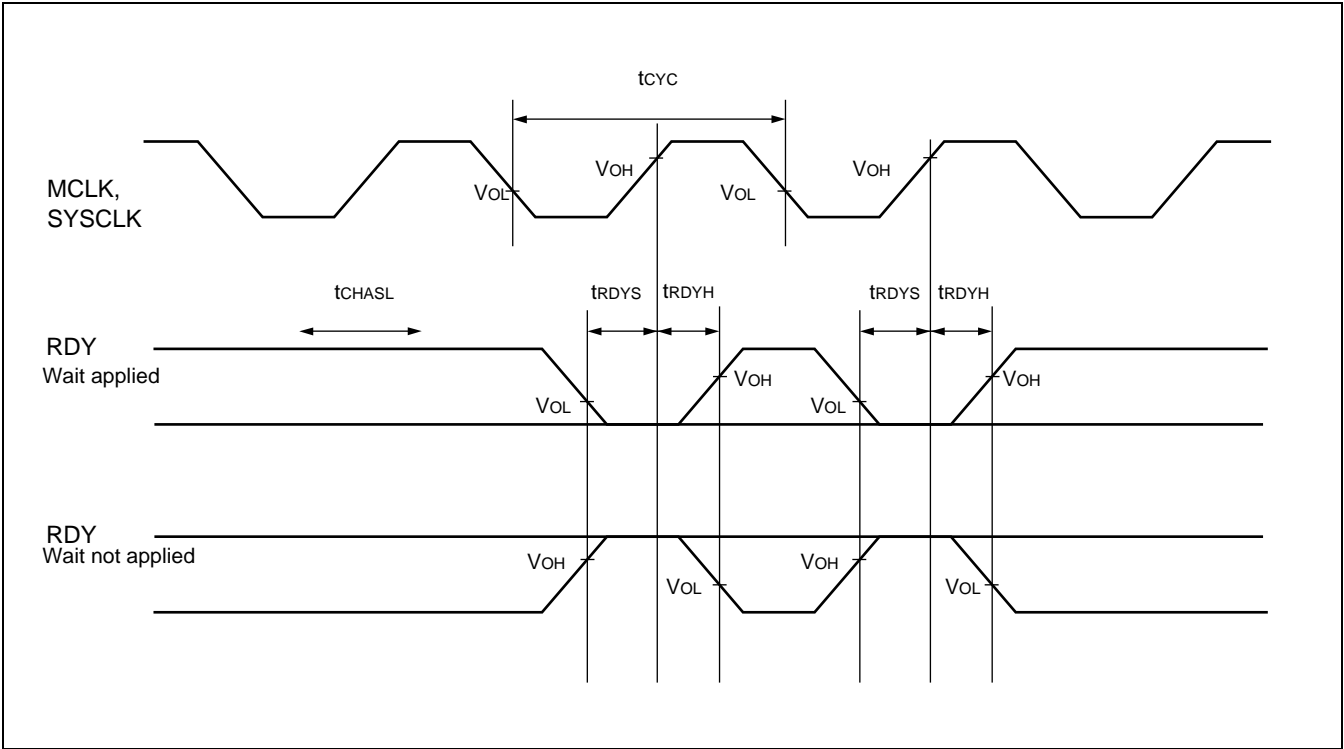 tCYC
VOH
VOH
VOL
VOL
MCLK,
SYSCLK
tCHASL
tRDYS
tRDYH
tRDYS
tRDYH
RDY
Wait applied
VOH
VOH
VOL
VOL
RDY
Wait not applied
VOH
VOH
VOL
VOL